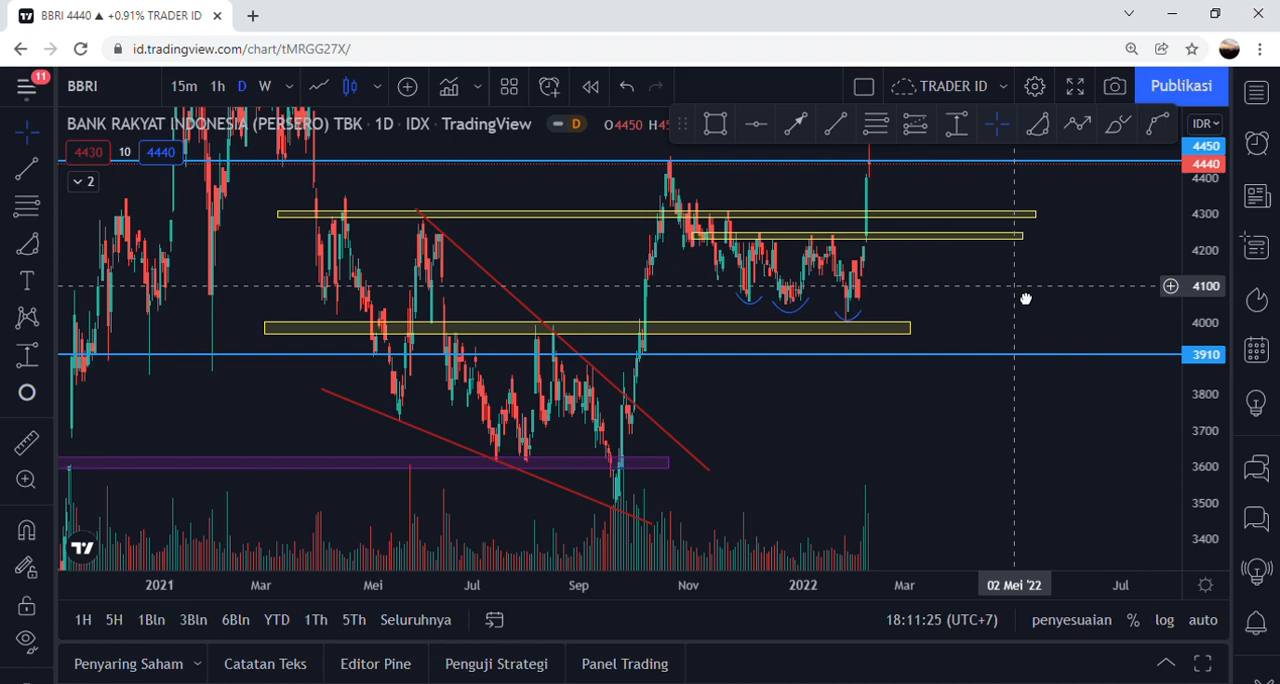 BBRI 4440 ▲ +0.91% TRADER ID
id.tradingview.com/chart/tMRGG27X/
11
BBRI
15m 1h D W
TRADER ID
Publikasi
BANK RAKYAT INDONESIA (PERSERO) TBK · 1D · IDX · TradingView
D
O4450
IDR
4430 10 4440
2
4450
4440
4400
4300
4200
4100
4000
3910
3800
3700
3600
3500
3400
2021 Mar Mei Jul Sep Nov 2022 Mar 02 Mei '22 Jul
1H 5H 1Bln 3Bln 6Bln YTD 1Th 5Th Seluruhnya
18:11:25 (UTC+7) penyesuaian % log auto
Penyaring Saham Catatan Teks Editor Pine Penguji Strategi Panel Trading